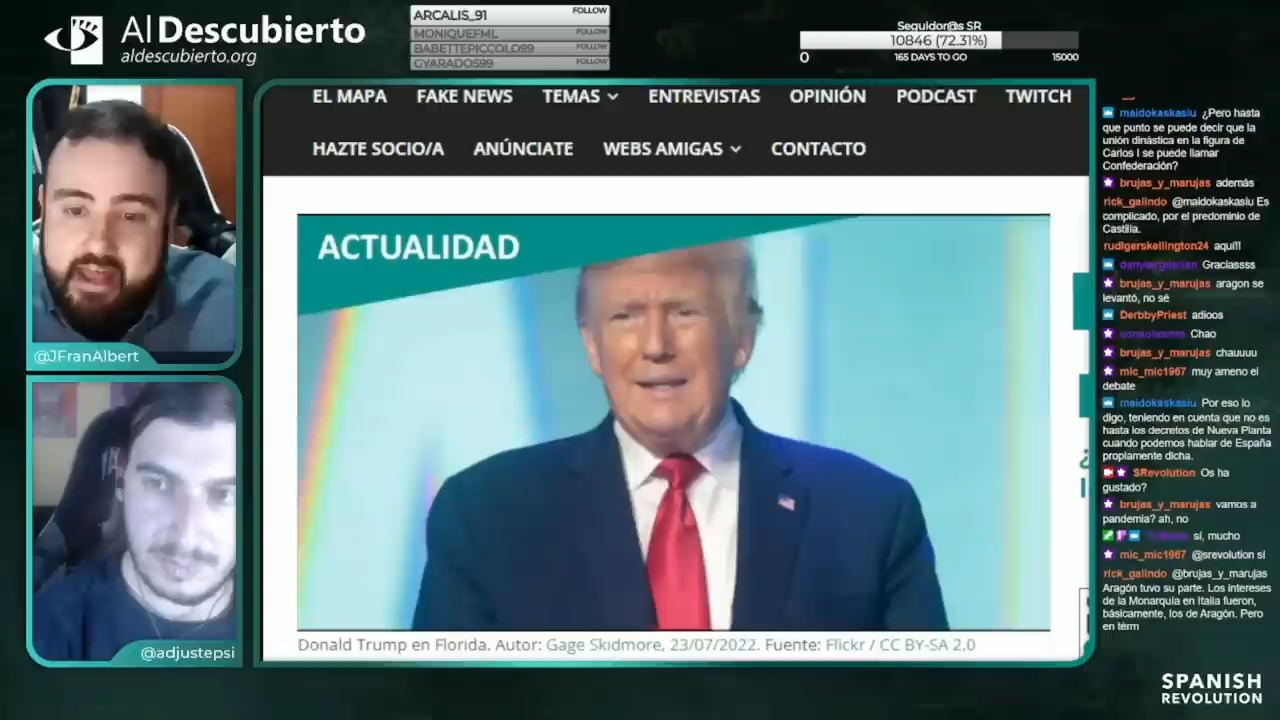 Al Descubierto
aldescubierto.org
ARCALIS_91 FOLLOW
MONIQUEFML FOLLOW
BABETTEPICCOLO99 FOLLOW
GYARADOS99 FOLLOW
Seguidor@s SR
10846 (72.31%)
0 165 DAYS TO GO 15000
EL MAPA FAKE NEWS TEMAS ENTREVISTAS OPINIÓN PODCAST TWITCH
HAZTE SOCIO/A ANÚNCIATE WEBS AMIGAS CONTACTO
ACTUALIDAD
Donald Trump en Florida. Autor: Gage Skidmore, 23/07/2022. Fuente: Flickr / CC BY-SA 2.0
@JFranAlbert
@adjustepsi
maidokaskasiu ¿Pero hasta
que punto se puede decir que la
unión dinástica en la figura de
Carlos I se puede llamar
Confederación?
brujas_y_marujas además
rick_galindo @maidokaskasiu Es
complicado, por el predominio de
Castilla.
rudigerskellington24 aquí!!
Graciassss
brujas_y_marujas aragon se
levantó, no sé
DerbbyPriest adioos
Chao
brujas_y_marujas chauuuu
mic_mic1967 muy ameno el
debate
maidokaskasiu Por eso lo
digo, teniendo en cuenta que no es
hasta los decretos de Nueva Planta
cuando podemos hablar de España
propiamente dicha.
SRevolution Os ha
gustado?
brujas_y_marujas vamos a
pandemia? ah, no
sí, mucho
mic_mic1967 @srevolution sí
rick_galindo @brujas_y_marujas
Aragón tuvo su parte. Los intereses
de la Monarquía en Italia fueron,
básicamente, los de Aragón. Pero
en térm
SPANISH
REVOLUTION